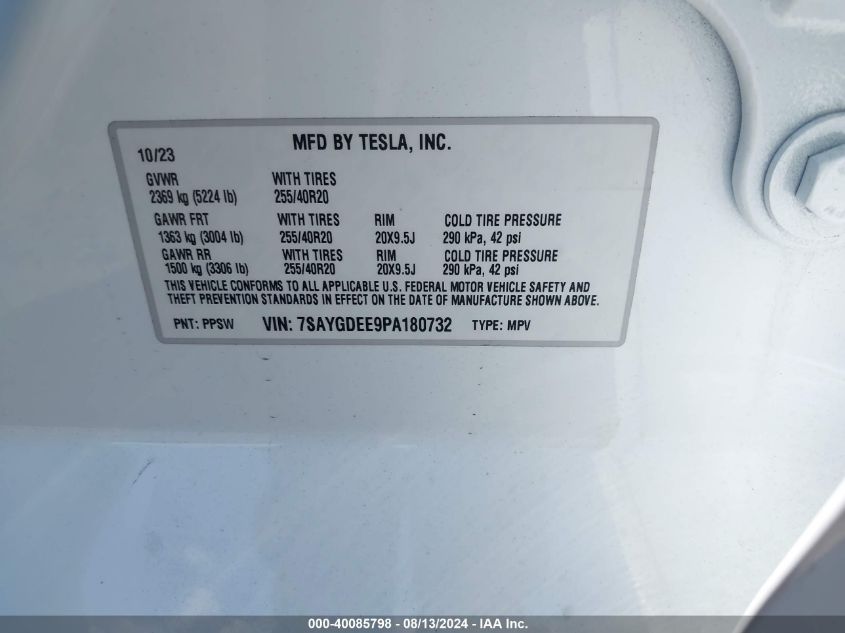 MFD BY TESLA, INC.
10/23
GVWR WITH TIRES
2369 kg (5224 lb) 255/40R20
GAWR FRT WITH TIRES RIM COLD TIRE PRESSURE
1363 kg (3004 lb) 255/40R20 20X9.5J 290 kPa, 42 psi
GAWR RR WITH TIRES RIM COLD TIRE PRESSURE
1500 kg (3306 lb) 255/40R20 20X9.5J 290 kPa, 42 psi
THIS VEHICLE CONFORMS TO ALL APPLICABLE U.S. FEDERAL MOTOR VEHICLE SAFETY AND
THEFT PREVENTION STANDARDS IN EFFECT ON THE DATE OF MANUFACTURE SHOWN ABOVE.
PNT: PPSW VIN: 7SAYGDEE9PA180732 TYPE: MPV
000-40085798 - 08/13/2024 - IAA Inc.